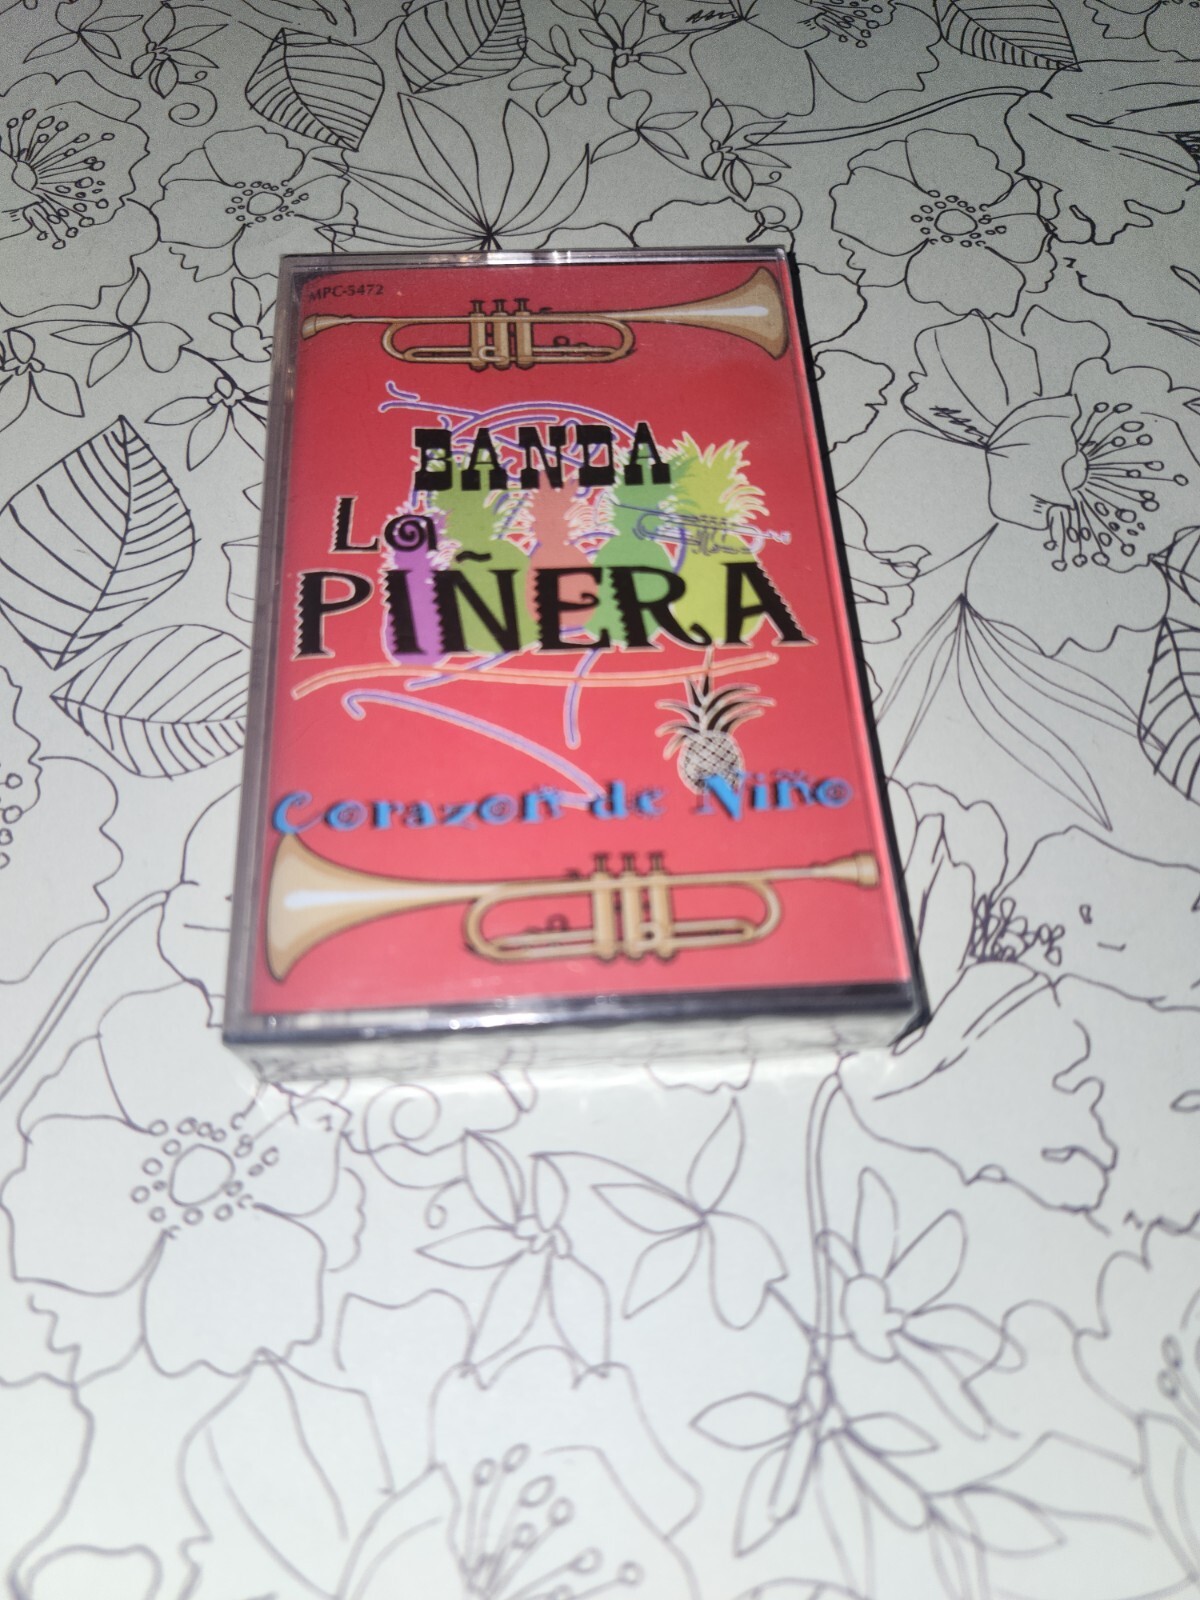 MPC-5472
BANDA
La
PIÑERA
Corazon de Niño